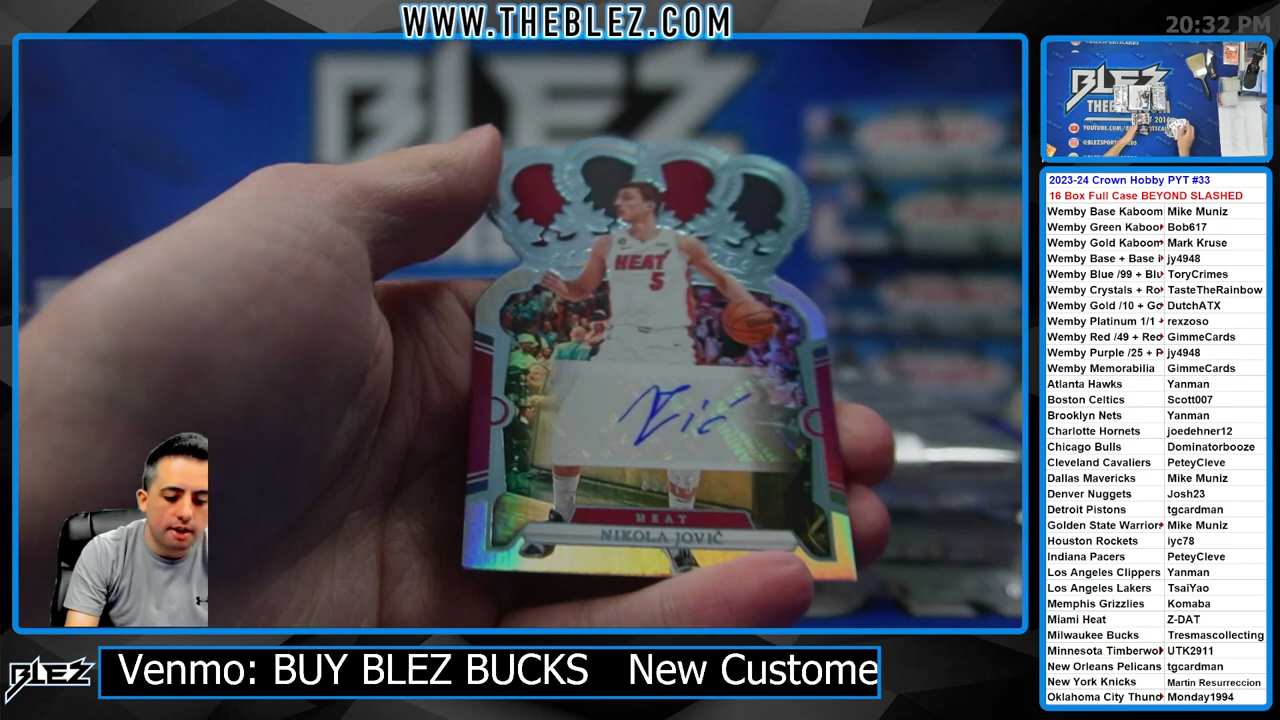 WWW.THEBLEZ.COM
20:32 PM
BLEZ
HEAT
5
HEAT
NIKOLA JOVIĆ
BLEZ
2023-24 Crown Hobby PYT #33
16 Box Full Case BEYOND SLASHED
Wemby Base Kaboom Mike Muniz
Wemby Green Kaboo Bob617
Wemby Gold Kaboom Mark Kruse
Wemby Base + Base i jy4948
Wemby Blue /99 + Blu ToryCrimes
Wemby Crystals + Ro TasteTheRainbow
Wemby Gold /10 + Go DutchATX
Wemby Platinum 1/1 + rexzoso
Wemby Red /49 + Red GimmeCards
Wemby Purple /25 + P jy4948
Wemby Memorabilia GimmeCards
Atlanta Hawks Yanman
Boston Celtics Scott007
Brooklyn Nets Yanman
Charlotte Hornets joedehner12
Chicago Bulls Dominatorbooze
Cleveland Cavaliers PeteyCleve
Dallas Mavericks Mike Muniz
Denver Nuggets Josh23
Detroit Pistons tgcardman
Golden State Warrior Mike Muniz
Houston Rockets iyc78
Indiana Pacers PeteyCleve
Los Angeles Clippers Yanman
Los Angeles Lakers TsaiYao
Memphis Grizzlies Komaba
Miami Heat Z-DAT
Milwaukee Bucks Tresmascollecting
Minnesota Timberwol UTK2911
New Orleans Pelicans tgcardman
New York Knicks Martin Resurreccion
Oklahoma City Thund Monday1994
BLEZ
Venmo: BUY BLEZ BUCKS New Custome